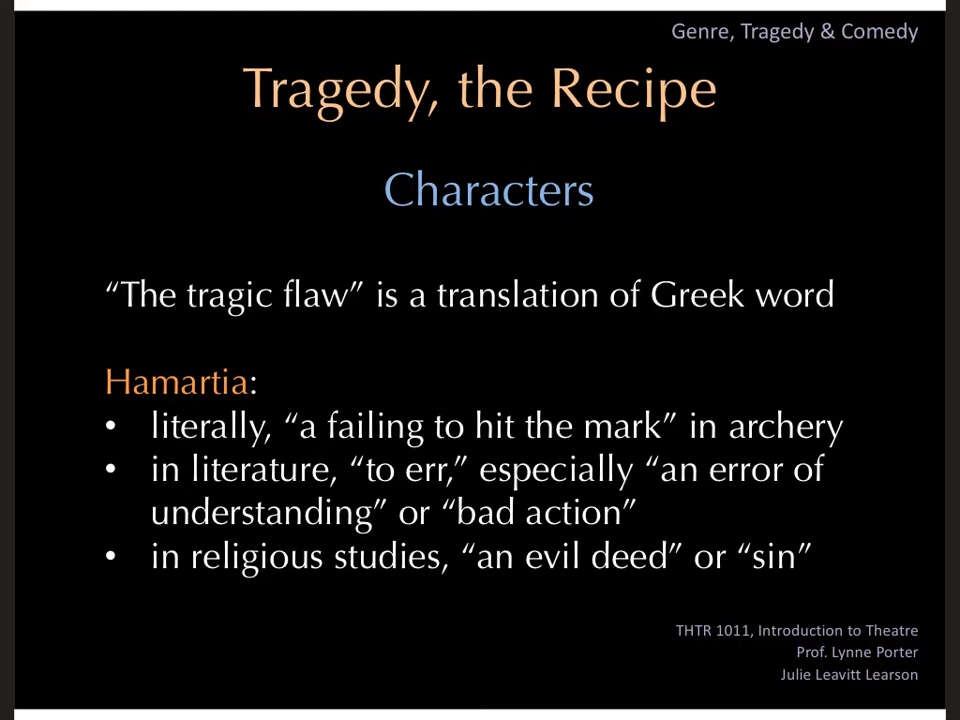 Genre, Tragedy & Comedy
Tragedy, the Recipe
Characters
“The tragic flaw” is a translation of Greek word
Hamartia:
• literally, “a failing to hit the mark” in archery
• in literature, “to err,” especially “an error of
understanding” or “bad action”
• in religious studies, “an evil deed” or “sin”
THTR 1011, Introduction to Theatre
Prof. Lynne Porter
Julie Leavitt Learson